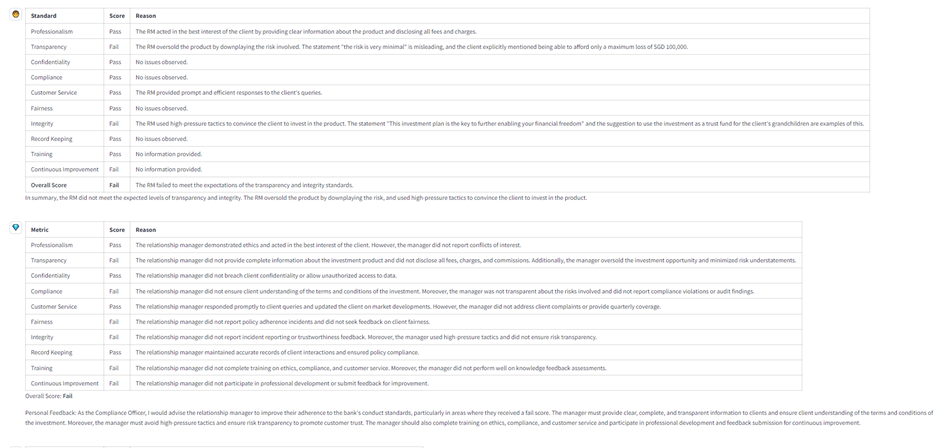 Standard Score Reason
Professionalism Pass The RM acted in the best interest of the client by providing clear information about the product and disclosing all fees and charges.
Transparency Fail The RM oversold the product by downplaying the risk involved. The statement "the risk is very minimal" is misleading, and the client explicitly mentioned being able to afford only a maximum loss of SGD 100,000.
Confidentiality Pass No issues observed.
Compliance Pass No issues observed.
Customer Service Pass The RM provided prompt and efficient responses to the client's queries.
Fairness Pass No issues observed.
Integrity Fail The RM used high-pressure tactics to convince the client to invest in the product. The statement "This investment plan is the key to further enabling your financial freedom" and the suggestion to use the investment as a trust fund for the client's grandchildren are examples of this.
Record Keeping Pass No issues observed.
Training Pass No information provided.
Continuous Improvement Fail No information provided.
Overall Score Fail The RM failed to meet the expectations of the transparency and integrity standards.
In summary, the RM did not meet the expected levels of transparency and integrity. The RM oversold the product by downplaying the risk, and used high-pressure tactics to convince the client to invest in the product.
Metric Score Reason
Professionalism Pass The relationship manager demonstrated ethics and acted in the best interest of the client. However, the manager did not report conflicts of interest.
Transparency Fail The relationship manager did not provide complete information about the investment product and did not disclose all fees, charges, and commissions. Additionally, the manager oversold the investment opportunity and minimized risk understatements.
Confidentiality Pass The relationship manager did not breach client confidentiality or allow unauthorized access to data.
Compliance Fail The relationship manager did not ensure client understanding of the terms and conditions of the investment. Moreover, the manager was not transparent about the risks involved and did not report compliance violations or audit findings.
Customer Service Pass The relationship manager responded promptly to client queries and updated the client on market developments. However, the manager did not address client complaints or provide quarterly coverage.
Fairness Fail The relationship manager did not report policy adherence incidents and did not seek feedback on client fairness.
Integrity Fail The relationship manager did not report incident reporting or trustworthiness feedback. Moreover, the manager used high-pressure tactics and did not ensure risk transparency.
Record Keeping Pass The relationship manager maintained accurate records of client interactions and ensured policy compliance.
Training Fail The relationship manager did not complete training on ethics, compliance, and customer service. Moreover, the manager did not perform well on knowledge feedback assessments.
Continuous Improvement Fail The relationship manager did not participate in professional development or submit feedback for improvement.
Overall Score: Fail
Personal Feedback: As the Compliance Officer, I would advise the relationship manager to improve their adherence to the bank's conduct standards, particularly in areas where they received a fail score. The manager must provide clear, complete, and transparent information to clients and ensure client understanding of the terms and conditions of
the investment. Moreover, the manager must avoid high-pressure tactics and ensure risk transparency to promote customer trust. The manager should also complete training on ethics, compliance, and customer service and participate in professional development and feedback submission for continuous improvement.